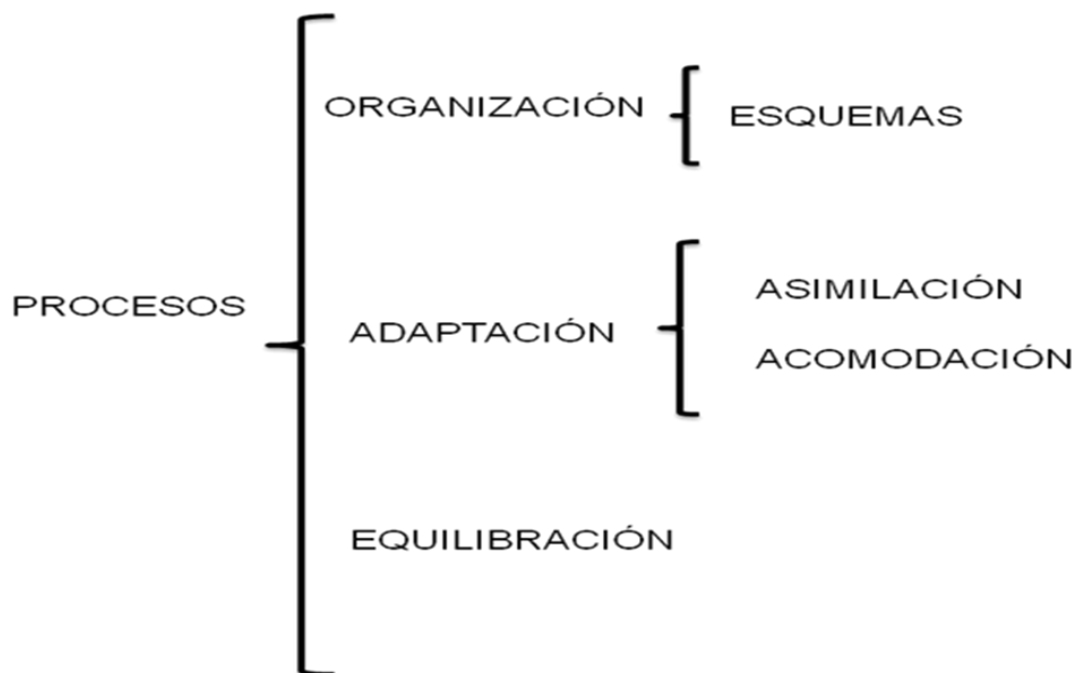 ORGANIZACIÓN
ESQUEMAS
PROCESOS
ADAPTACIÓN
ASIMILACIÓN
ACOMODACIÓN
EQUILIBRACIÓN